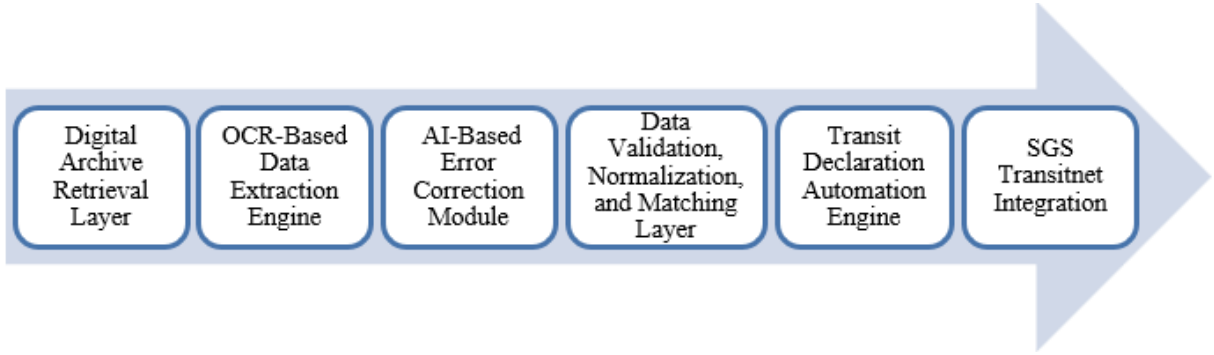 Digital
Archive
Retrieval
Layer
OCR-Based
Data
Extraction
Engine
AI-Based
Error
Correction
Module
Data
Validation,
Normalization,
and Matching
Layer
Transit
Declaration
Automation
Engine
SGS
Transitnet
Integration